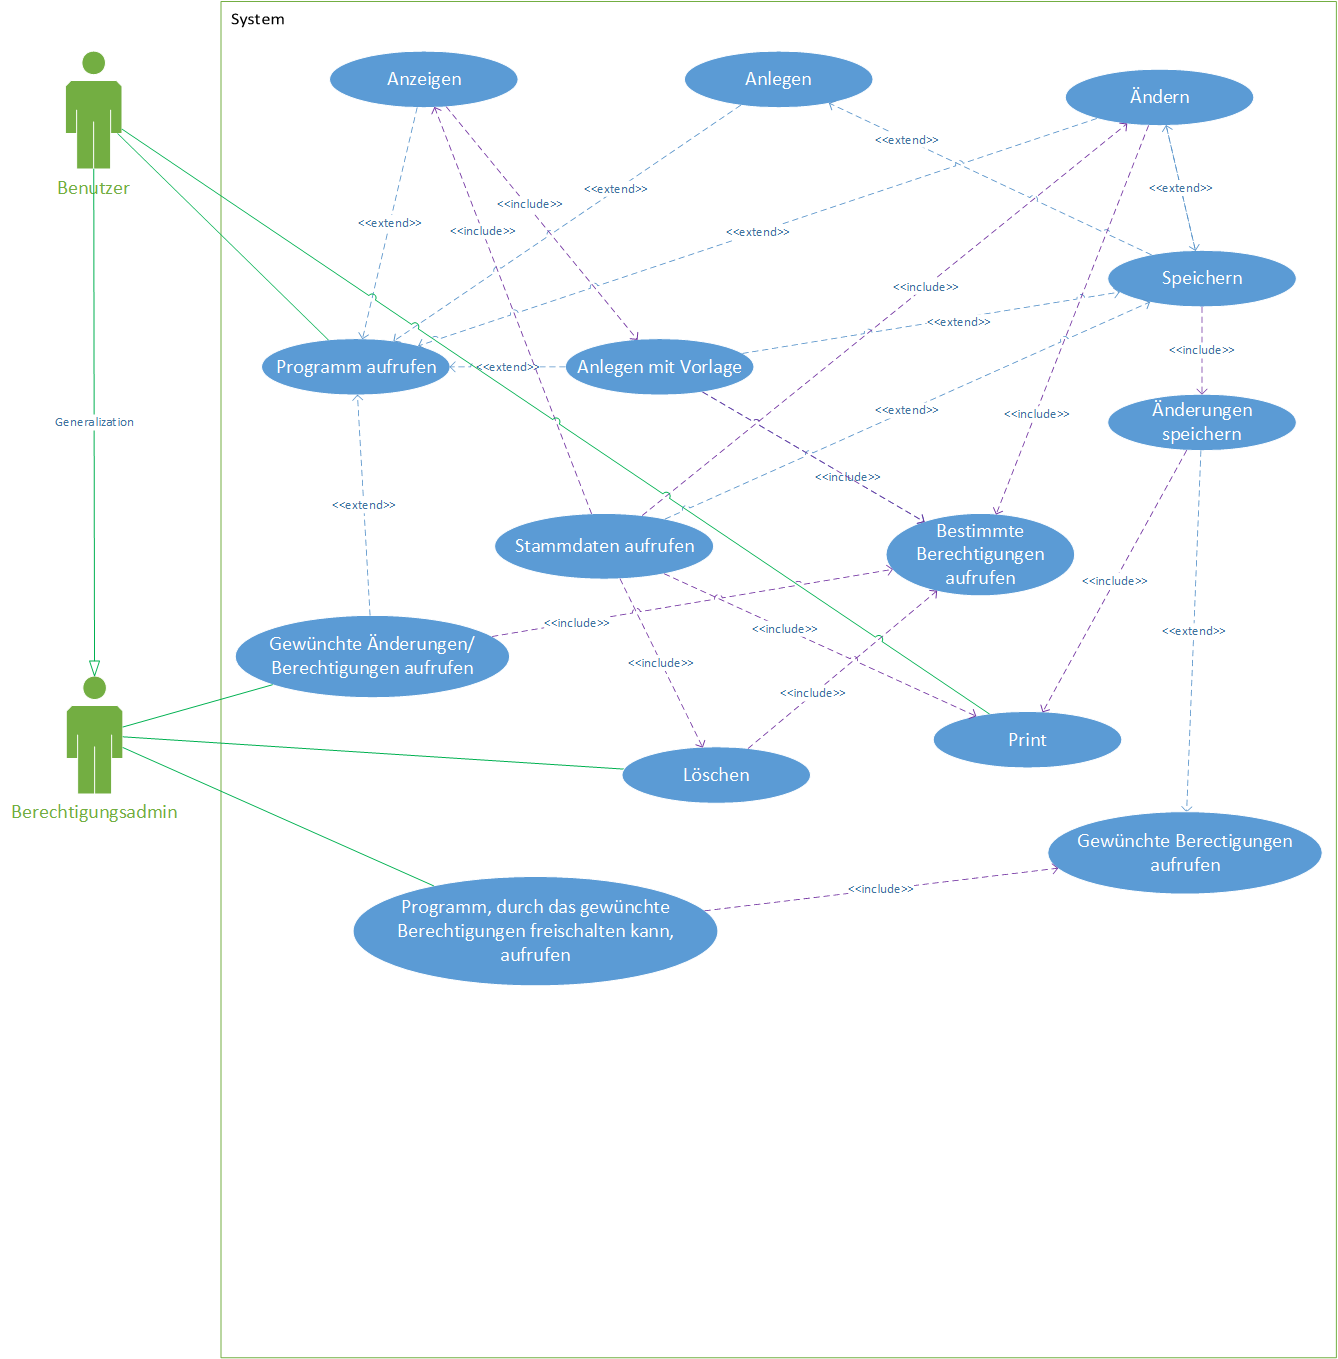 System
Anzeigen
Anlegen
Ändern
<<extend>>
Benutzer
<<extend>>
<<extend>>
<<include>>
<<extend>>
<<include>>
<<extend>>
Speichern
<<include>>
<<extend>>
<<include>>
Programm aufrufen
<<extend>>
Anlegen mit Vorlage
<<extend>>
Änderungen
speichern
<<include>>
Generalization
<<include>>
<<extend>>
Stammdaten aufrufen
Bestimmte
Berechtigungen
aufrufen
<<include>>
<<include>>
<<include>>
<<extend>>
Gewünchte Änderungen/
Berechtigungen aufrufen
<<include>>
<<include>>
Print
Löschen
Berechtigungsadmin
Gewünchte Berectigungen
aufrufen
<<include>>
Programm, durch das gewünchte
Berechtigungen freischalten kann,
aufrufen